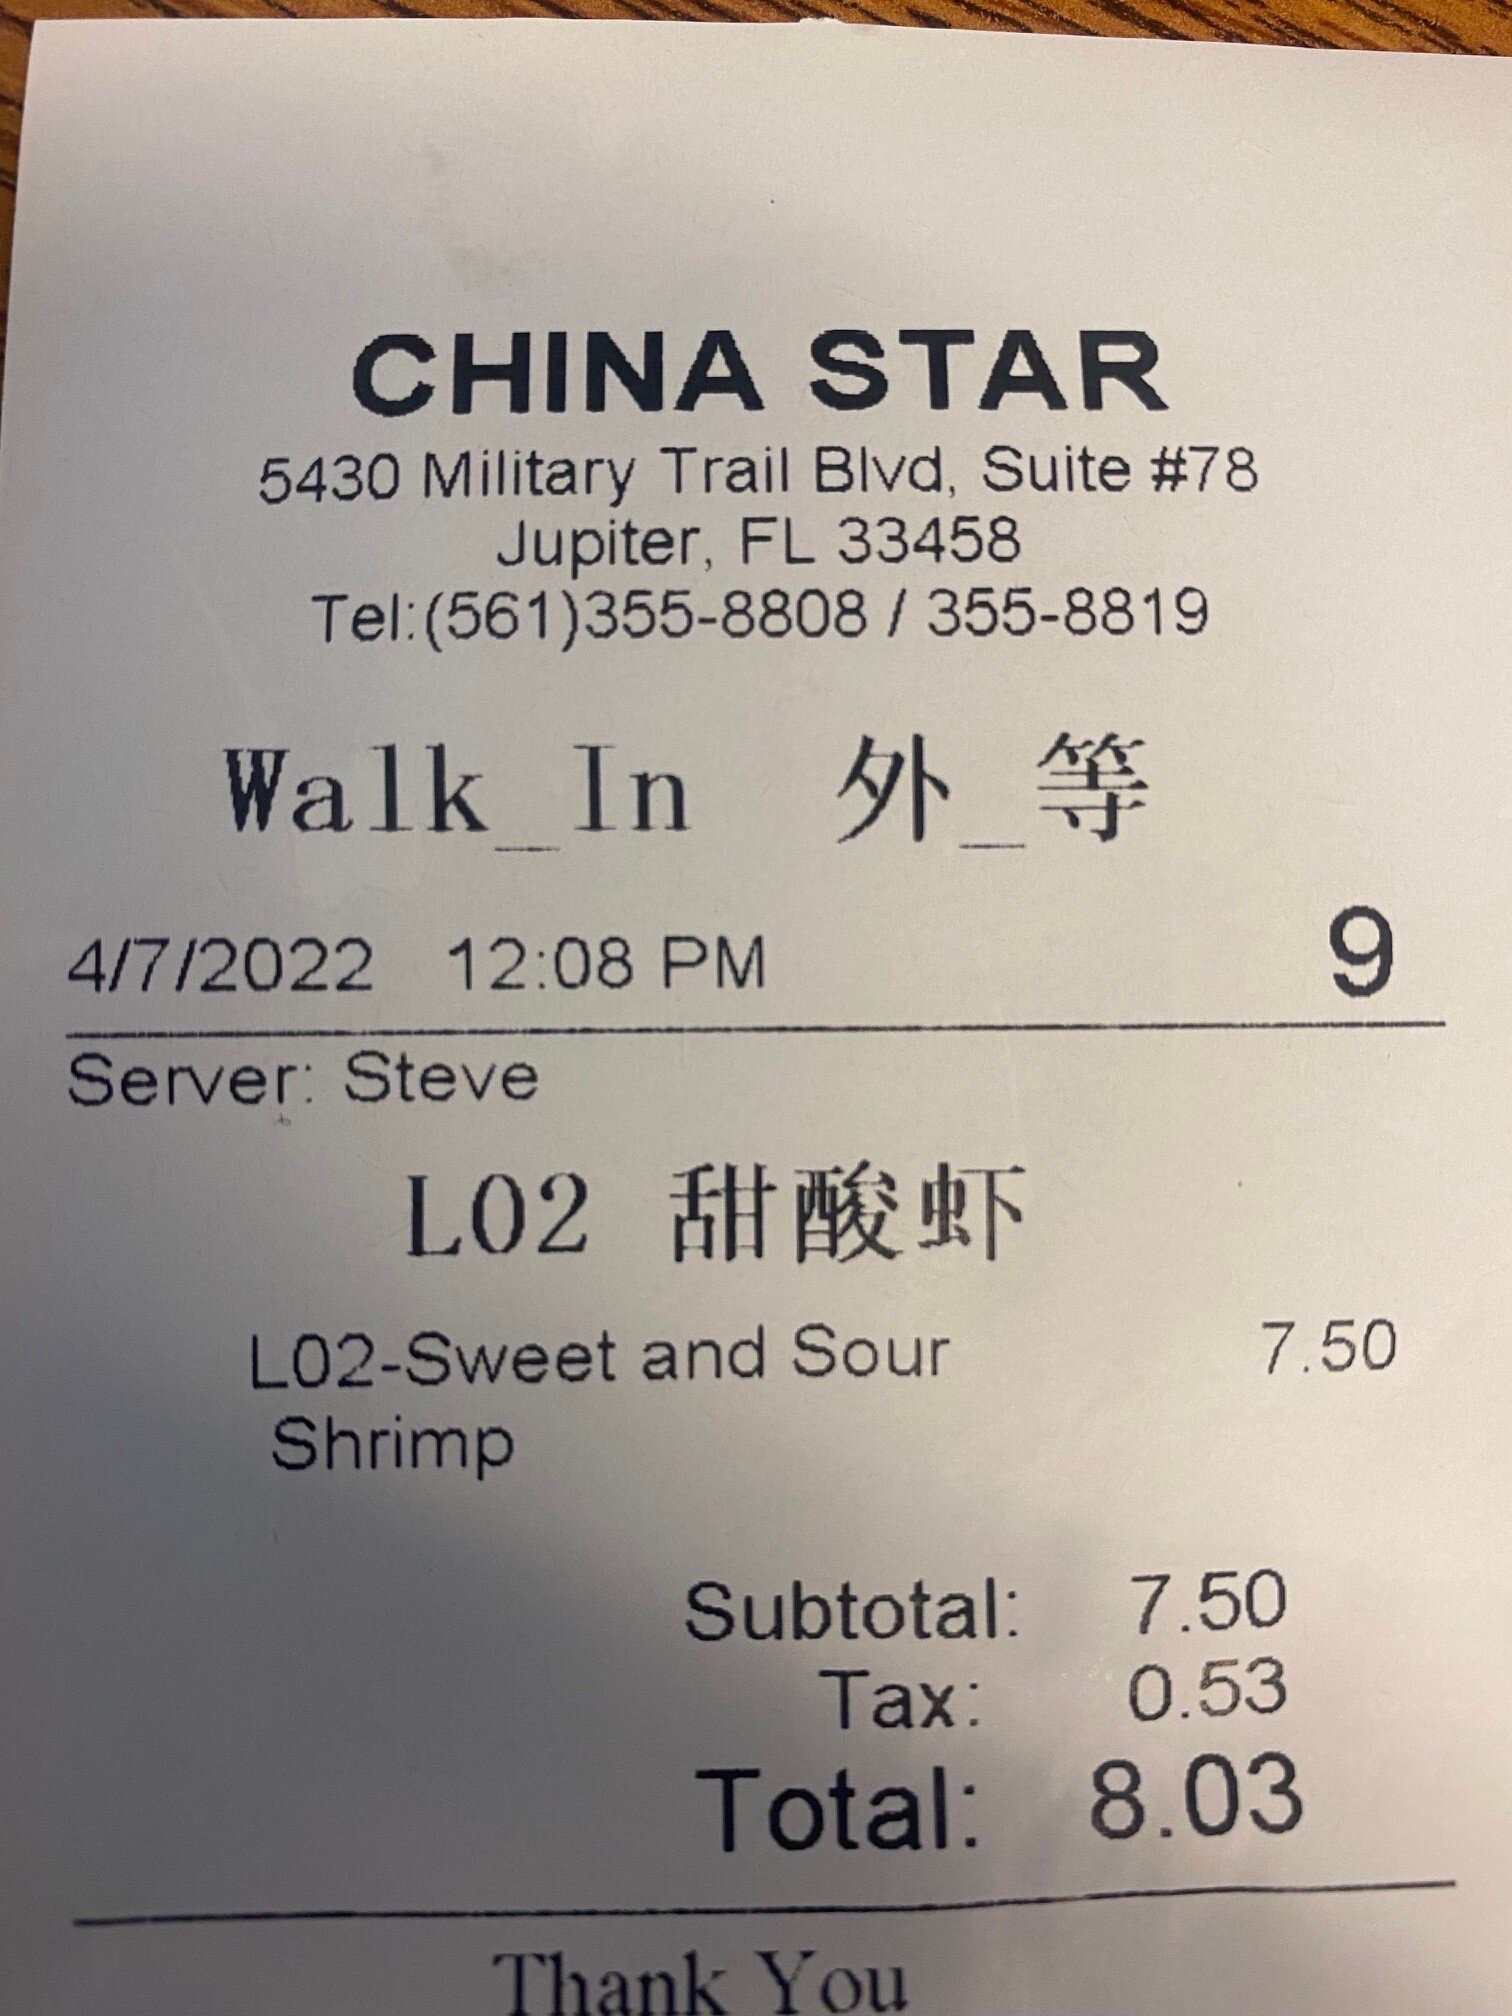 CHINA STAR
5430 Military Trail Blvd, Suite #78
Jupiter, FL 33458
Tel:(561)355-8808 / 355-8819
Walk_In 外_等
4/7/2022 12:08 PM 9
Server: Steve
L02 甜酸虾
L02-Sweet and Sour 7.50
Shrimp
Subtotal: 7.50
Tax: 0.53
Total: 8.03
Thank You